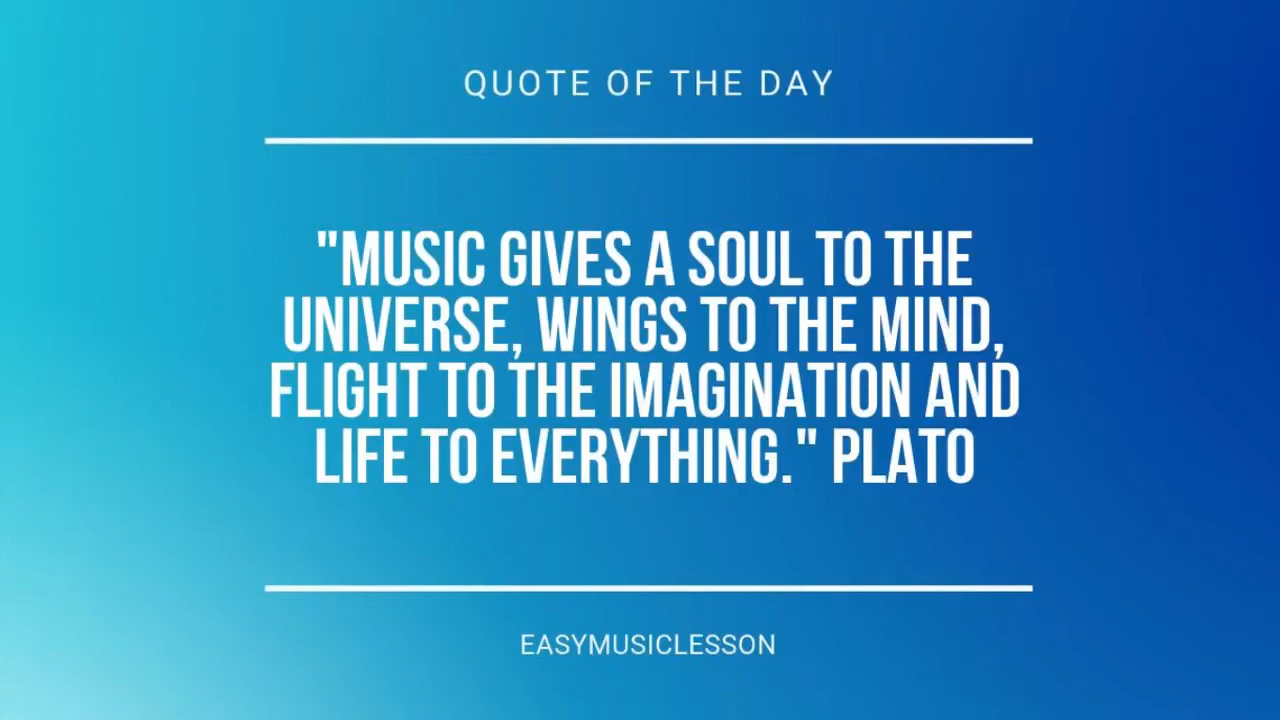 QUOTE OF THE DAY
"MUSIC GIVES A SOUL TO THE
UNIVERSE, WINGS TO THE MIND,
FLIGHT TO THE IMAGINATION AND
LIFE TO EVERYTHING." PLATO
EASYMUSICLESSON